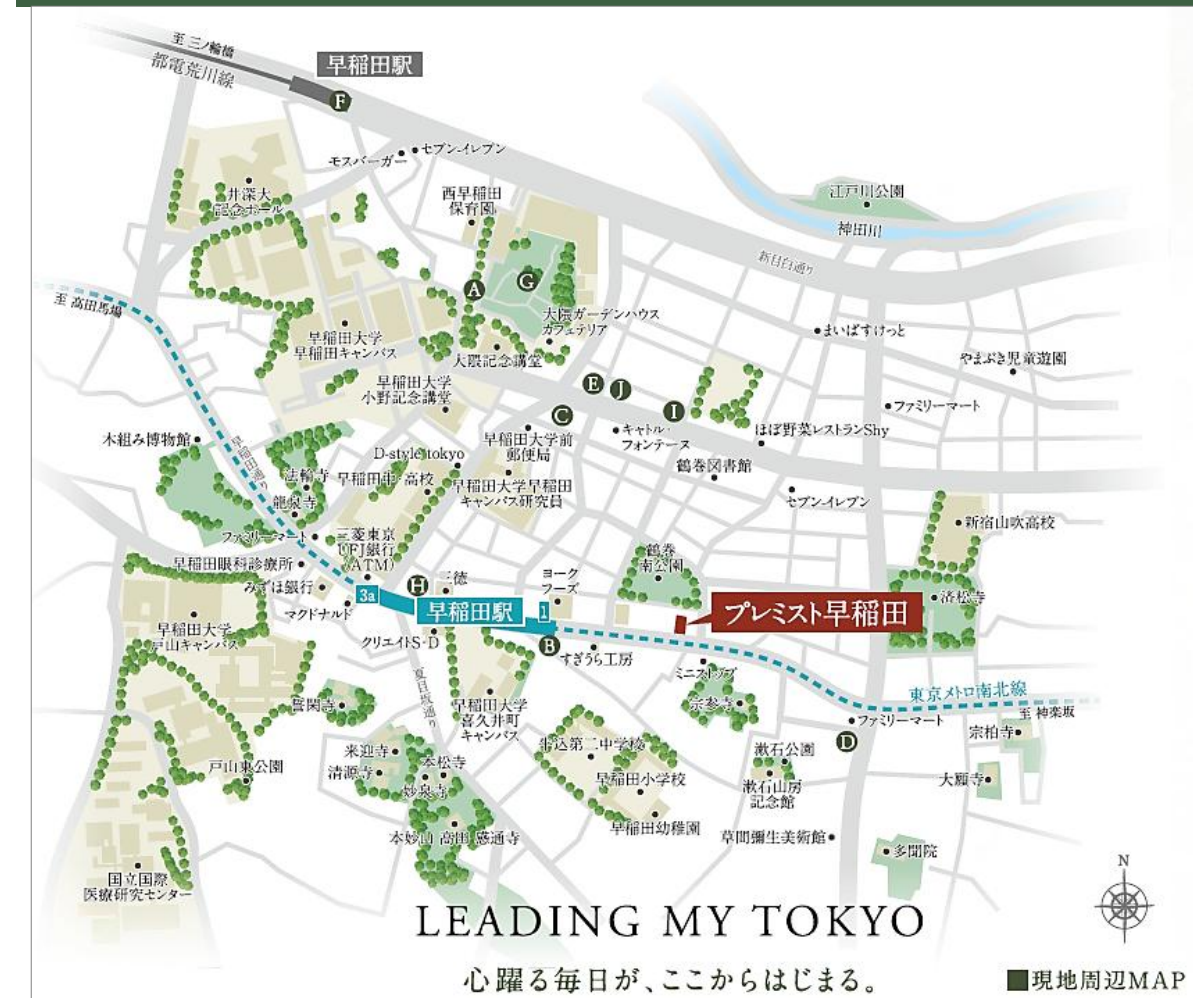 至 三ノ輪橋
都電荒川線
早稲田駅
F
モスバーガー
セブン-イレブン
井深大
記念ホール
西早稲田
保育園
江戸川公園
神田川
新目白通り
至 高田馬場
A
G
大隈ガーデンハウス
カフェテリア
早稲田大学
早稲田キャンパス
大隈記念講堂
まいばすけっと
やまぶき児童遊園
早稲田大学
小野記念講堂
E
J
I
C
ファミリーマート
木組み博物館
早稲田通り
キャトル・
フォンテーヌ
ほぼ野菜レストランShy
早稲田大学前
郵便局
D-style tokyo
鶴巻図書館
法輪寺
早稲田中・高校
早稲田大学早稲田
キャンパス研究員
セブン-イレブン
龍泉寺
新宿山吹高校
ファミリーマート
三菱東京
UFJ銀行
(ATM)
早稲田眼科診療所
鶴巻
南公園
みずほ銀行
H
三徳
ヨーク
フーズ
済松寺
3a
早稲田駅
1
プレミスト早稲田
マクドナルド
早稲田大学
戸山キャンパス
クリエイトS・D
B
すぎうら工房
ミニストップ
夏目坂通り
東京メトロ南北線
至 神楽坂
誓閑寺
早稲田大学
喜久井町
キャンパス
宗参寺
ファミリーマート
D
宗柏寺
来迎寺
牛込第二中学校
漱石公園
戸山東公園
清源寺
本松寺
妙泉寺
早稲田小学校
漱石山房
記念館
大願寺
早稲田幼稚園
本妙山 高田 感通寺
草間彌生美術館
多聞院
国立国際
医療研究センター
N
LEADING MY TOKYO
心躍る毎日が、ここからはじまる。
■現地周辺MAP